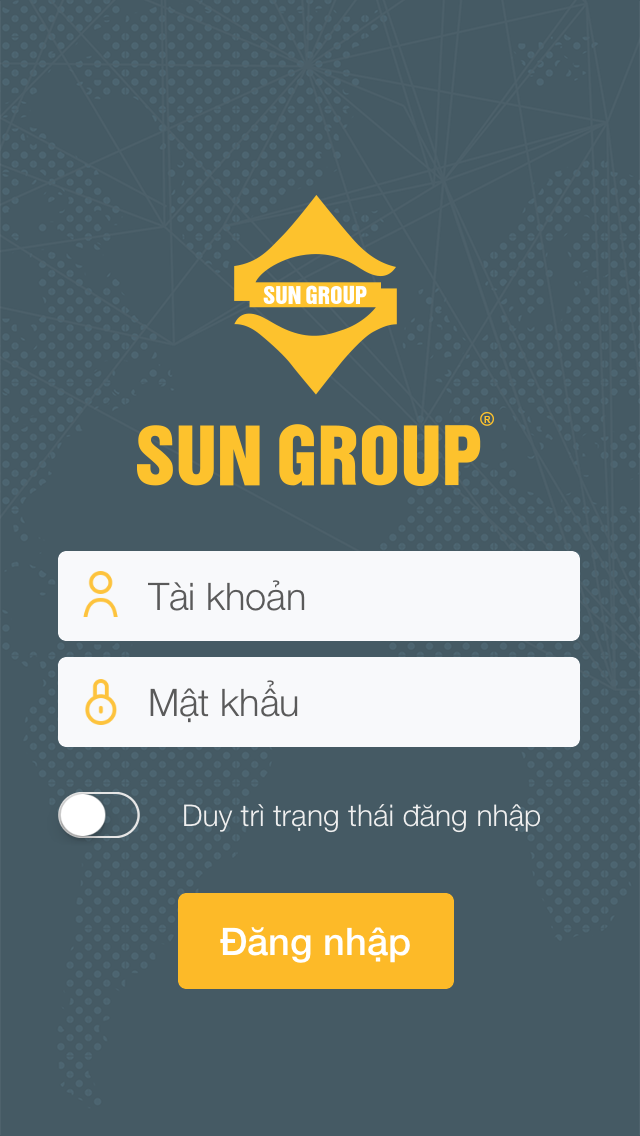 SUN GROUP
SUN GROUP®
Tài khoản
Mật khẩu
Duy trì trạng thái đăng nhập
Đăng nhập